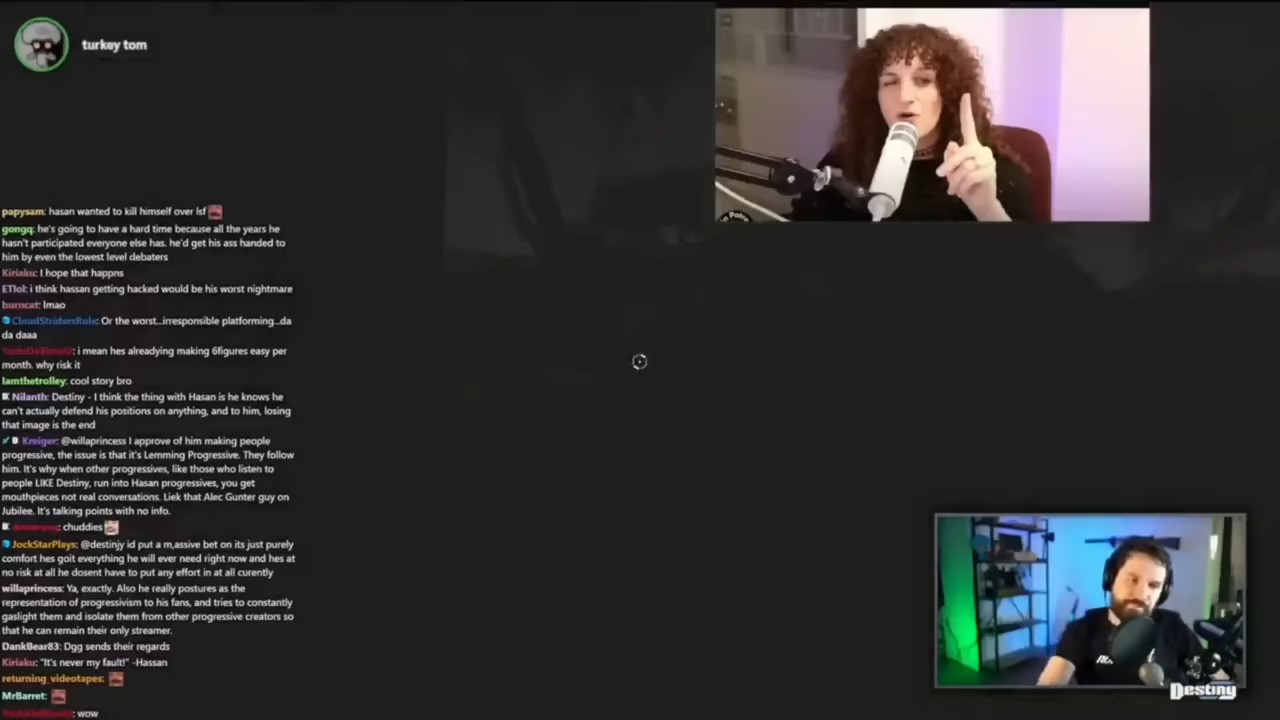 turkey tom
papysam: hasan wanted to kill himself over lsf
gongq: he's going to have a hard time because all the years he
hasn't participated everyone else has. he'd get his ass handed to
him by even the lowest level debaters
Kiriaku: I hope that happns
ETlol: i think hassan getting hacked would be his worst nightmare
burncat: lmao
CloudStridersRule: Or the worst...irresponsible platforming...da
da daaa
: i mean hes alreadying making 6figures easy per
month. why risk it
Iamthetrolley: cool story bro
Nilanth: Destiny - I think the thing with Hasan is he knows he
can't actually defend his positions on anything, and to him, losing
that image is the end
Kreiger: @willaprincess I approve of him making people
progressive, the issue is that it's Lemming Progressive. They follow
him. It's why when other progressives, like those who listen to
people LIKE Destiny, run into Hasan progressives, you get
mouthpieces not real conversations. Liek that Alec Gunter guy on
Jubilee. It's talking points with no info.
: chuddies
JockStarPlays: @destinjy id put a m,assive bet on its just purely
comfort hes goit everything he will ever need right now and hes at
no risk at all he dosent have to put any effort in at all curently
willaprincess: Ya, exactly. Also he really postures as the
representation of progressivism to his fans, and tries to constantly
gaslight them and isolate them from other progressive creators so
that he can remain their only streamer.
DankBear83: Dgg sends their regards
Kiriaku: "It's never my fault!" -Hassan
returning_videotapes:
MrBarret:
: wow
Destiny